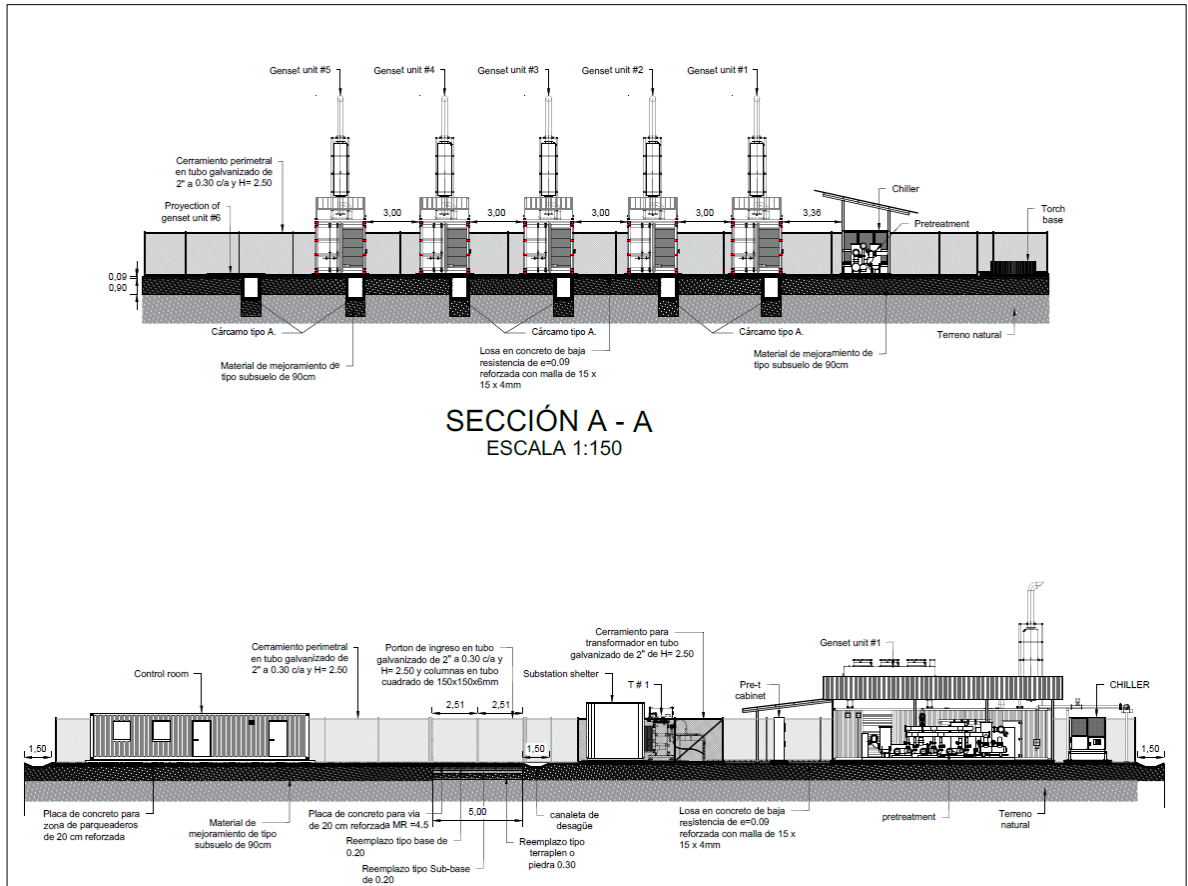 Genset unit #5
Genset unit #4
Genset unit #3
Genset unit #2
Genset unit #1
Cerramiento perimetral
en tubo galvanizado de
2" a 0.30 c/a y H= 2.50
Proyection of
genset unit #6
Chiller
Pretreatment
Torch
base
3,00
3,00
3,00
3,00
3,36
0,09
0,90
Cárcamo tipo A.
Cárcamo tipo A.
Cárcamo tipo A.
Terreno natural
Material de mejoramiento de
tipo subsuelo de 90cm
Losa en concreto de baja
resistencia de e=0.09
reforzada con malla de 15 x
15 x 4mm
Material de mejoramiento de
tipo subsuelo de 90cm
SECCIÓN A - A
ESCALA 1:150
Control room
Cerramiento perimetral
en tubo galvanizado de
2" a 0.30 c/a y H= 2.50
Porton de ingreso en tubo
galvanizado de 2" a 0.30 c/a y
H= 2.50 y columnas en tubo
cuadrado de 150x150x6mm
Cerramiento para
transformador en tubo
galvanizado de 2" de H= 2.50
Substation shelter
T # 1
Pre-t
cabinet
Genset unit #1
CHILLER
1,50
2,51
2,51
1,50
1,50
5,00
Placa de concreto para
zona de parqueaderos
de 20 cm reforzada
Material de
mejoramiento de tipo
subsuelo de 90cm
Placa de concreto para via
de 20 cm reforzada MR =4.5
Reemplazo tipo base de
0.20
Reemplazo tipo Sub-base
de 0.20
Reemplazo tipo
terraplen o
piedra 0.30
canaleta de
desagüe
Losa en concreto de baja
resistencia de e=0.09
reforzada con malla de 15 x
15 x 4mm
pretreatment
Terreno
natural